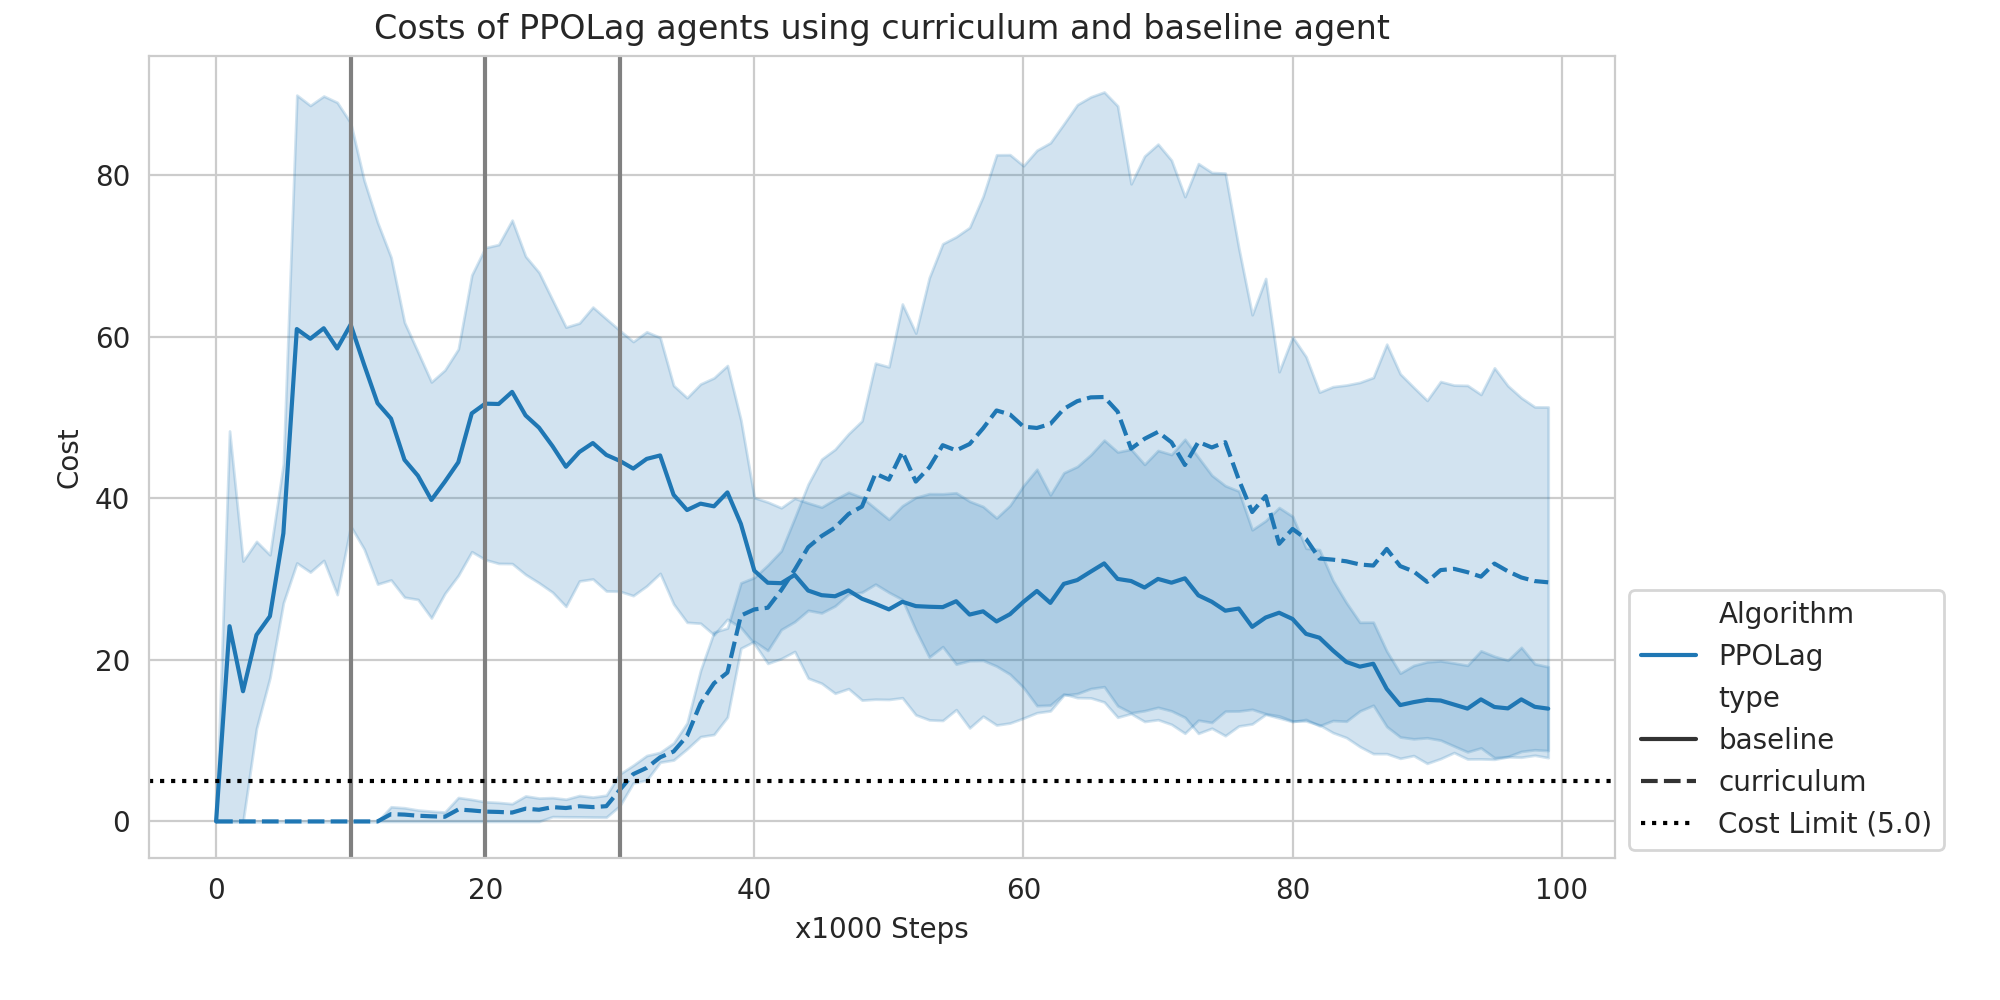 Costs of PPOLag agents using curriculum and baseline agent
Cost
80
60
40
20
0
0 20 40 60 80 100
x1000 Steps
Algorithm
PPOLag
type
baseline
curriculum
Cost Limit (5.0)